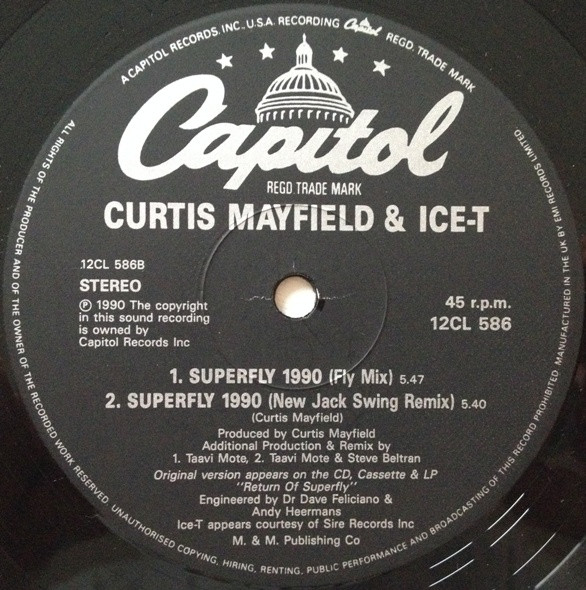 A CAPITOL RECORDS, INC., U.S.A. RECORDING Capitol REGD. TRADE MARK
Capitol
REGD TRADE MARK
CURTIS MAYFIELD & ICE-T
12CL 586B
STEREO
℗ 1990 The copyright
in this sound recording
is owned by
Capitol Records Inc
45 r.p.m.
12CL 586
1. SUPERFLY 1990 (Fly Mix) 5.47
2. SUPERFLY 1990 (New Jack Swing Remix) 5.40
(Curtis Mayfield)
Produced by Curtis Mayfield
Additional Production & Remix by
1. Taavi Mote, 2. Taavi Mote & Steve Beltran
Original version appears on the CD, Cassette & LP
"Return Of Superfly"
Engineered by Dr Dave Feliciano &
Andy Heermans
Ice-T appears courtesy of Sire Records Inc
M. & M. Publishing Co
ALL RIGHTS OF THE PRODUCER AND OF THE OWNER OF THE RECORDED WORK RESERVED. UNAUTHORISED COPYING, HIRING, RENTING, PUBLIC PERFORMANCE AND BROADCASTING OF THIS RECORD PROHIBITED. MANUFACTURED IN THE UK BY EMI RECORDS LIMITED